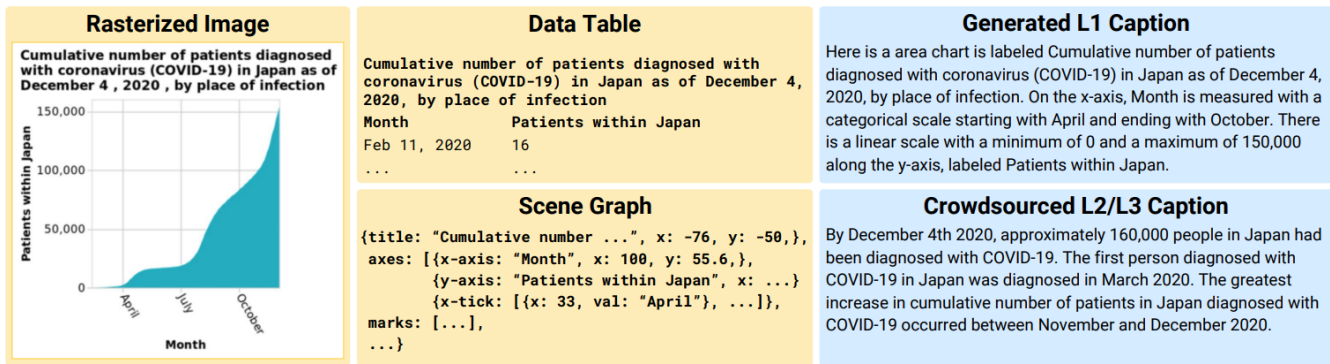 Rasterized Image
Cumulative number of patients diagnosed
with coronavirus (COVID-19) in Japan as of
December 4 , 2020 , by place of infection
150,000
100,000
50,000
0
Patients within Japan
April
July
October
Month
Data Table
Cumulative number of patients diagnosed with
coronavirus (COVID-19) in Japan as of December 4,
2020, by place of infection
Month Patients within Japan
Feb 11, 2020 16
... ...
Scene Graph
{title: “Cumulative number ...”, x: -76, y: -50,},
axes: [{x-axis: “Month”, x: 100, y: 55.6,},
{y-axis: “Patients within Japan”, x: ...}
{x-tick: [{x: 33, val: “April”}, ...]},
marks: [...],
...}
Generated L1 Caption
Here is a area chart is labeled Cumulative number of patients
diagnosed with coronavirus (COVID-19) in Japan as of December 4,
2020, by place of infection. On the x-axis, Month is measured with a
categorical scale starting with April and ending with October. There
is a linear scale with a minimum of 0 and a maximum of 150,000
along the y-axis, labeled Patients within Japan.
Crowdsourced L2/L3 Caption
By December 4th 2020, approximately 160,000 people in Japan had
been diagnosed with COVID-19. The first person diagnosed with
COVID-19 in Japan was diagnosed in March 2020. The greatest
increase in cumulative number of patients in Japan diagnosed with
COVID-19 occurred between November and December 2020.